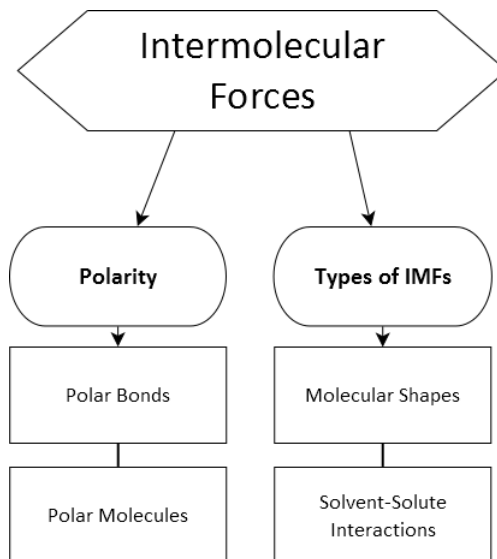 Intermolecular
Forces
Polarity
Types of IMFs
Polar Bonds
Molecular Shapes
Polar Molecules
Solvent-Solute
Interactions